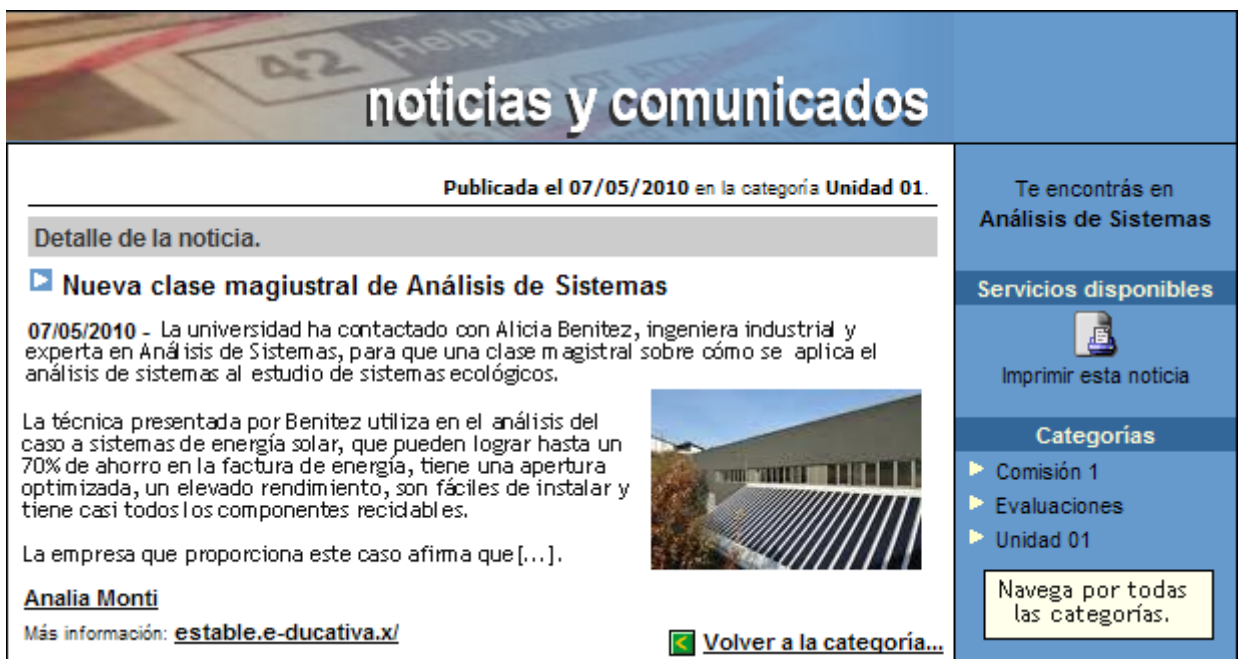 42 Help Wanted
noticias y comunicados
Publicada el 07/05/2010 en la categoría Unidad 01.
Detalle de la noticia.
Nueva clase magiustral de Análisis de Sistemas
07/05/2010 - La universidad ha contactado con Alicia Benitez, ingeniera industrial y
experta en Análisis de Sistemas, para que una clase magistral sobre cómo se aplica el
análisis de sistemas al estudio de sistemas ecológicos.
La técnica presentada por Benitez utiliza en el análisis del
caso a sistemas de energía solar, que pueden lograr hasta un
70% de ahorro en la factura de energía, tiene una apertura
optimizada, un elevado rendimiento, son fáciles de instalar y
tiene casi todos los componentes reciclables.
La empresa que proporciona este caso afirma que [...].
Analia Monti
Más información: estable.e-ducativa.x/
Volver a la categoría...
Te encontrás en
Análisis de Sistemas
Servicios disponibles
Imprimir esta noticia
Categorías
Comisión 1
Evaluaciones
Unidad 01
Navega por todas
las categorías.